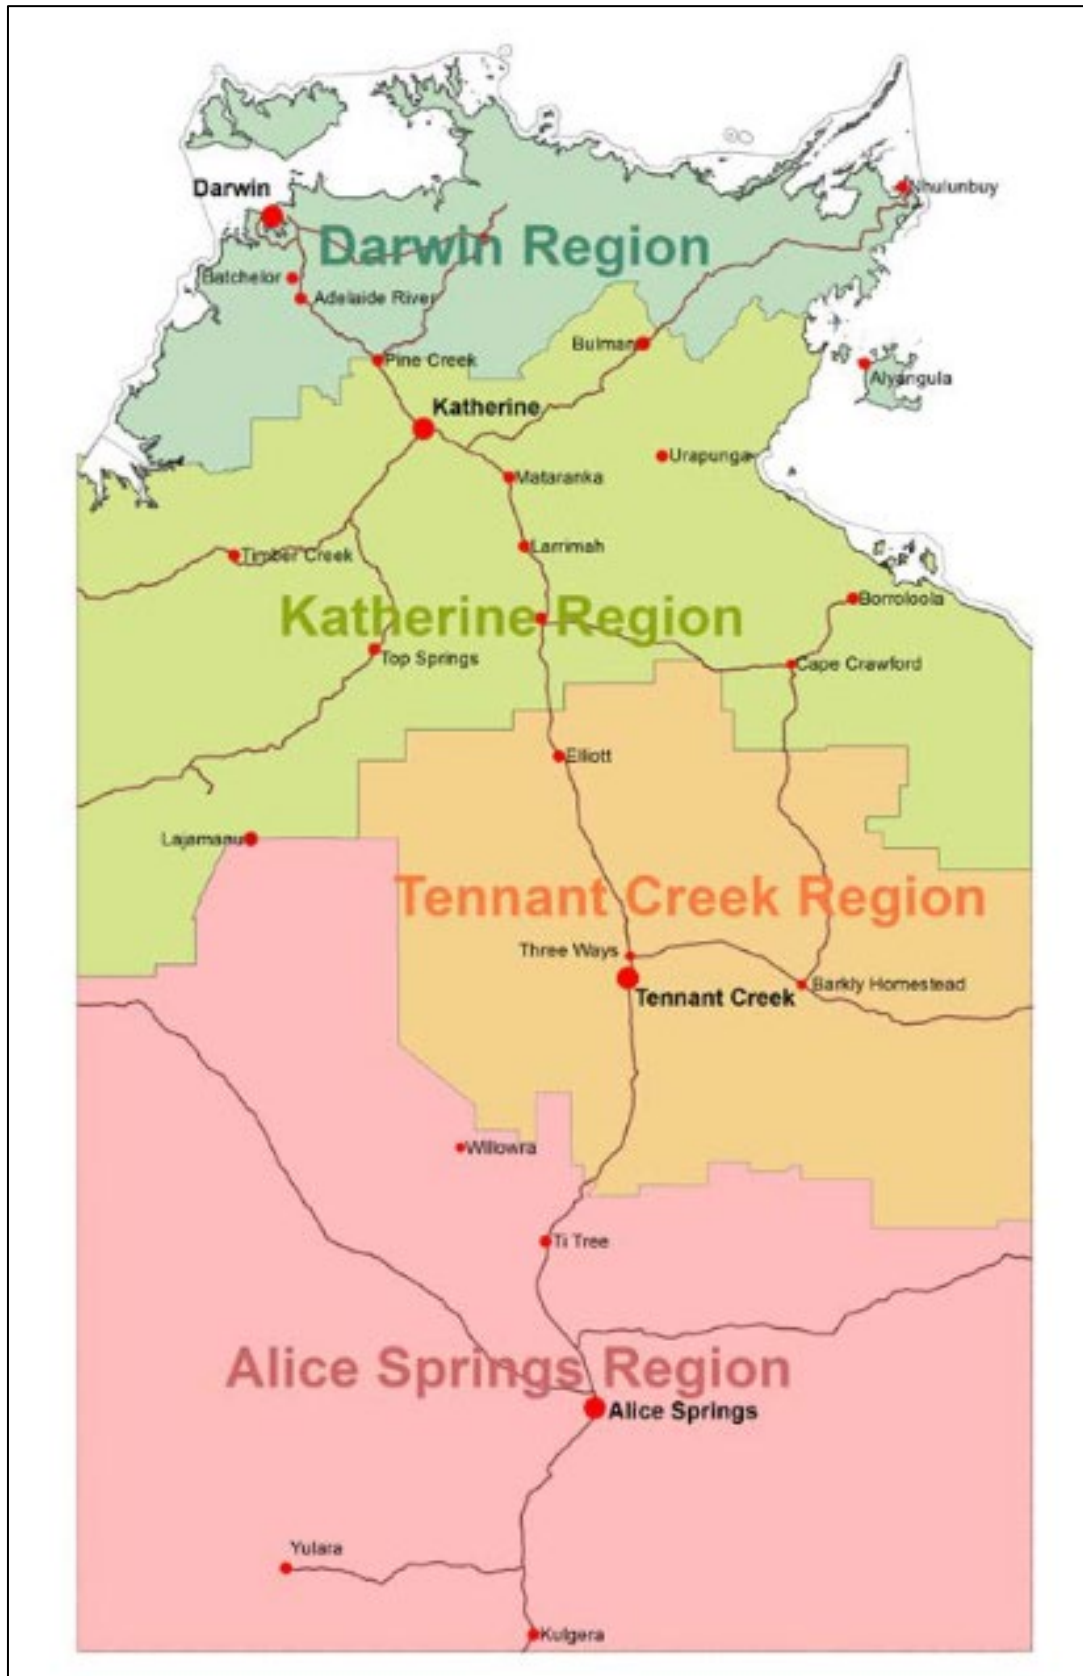 Darwin
Nhulunbuy
Darwin Region
Batchelor
Adelaide River
Bulman
Pine Creek
Alyangula
Katherine
Urapunga
Mataranka
Larrimah
Timber Creek
Borroloola
Katherine Region
Top Springs
Cape Crawford
Elliott
Lajamanu
Tennant Creek Region
Three Ways
Barkly Homestead
Tennant Creek
Willowra
Ti Tree
Alice Springs Region
Alice Springs
Yulara
Kulgera